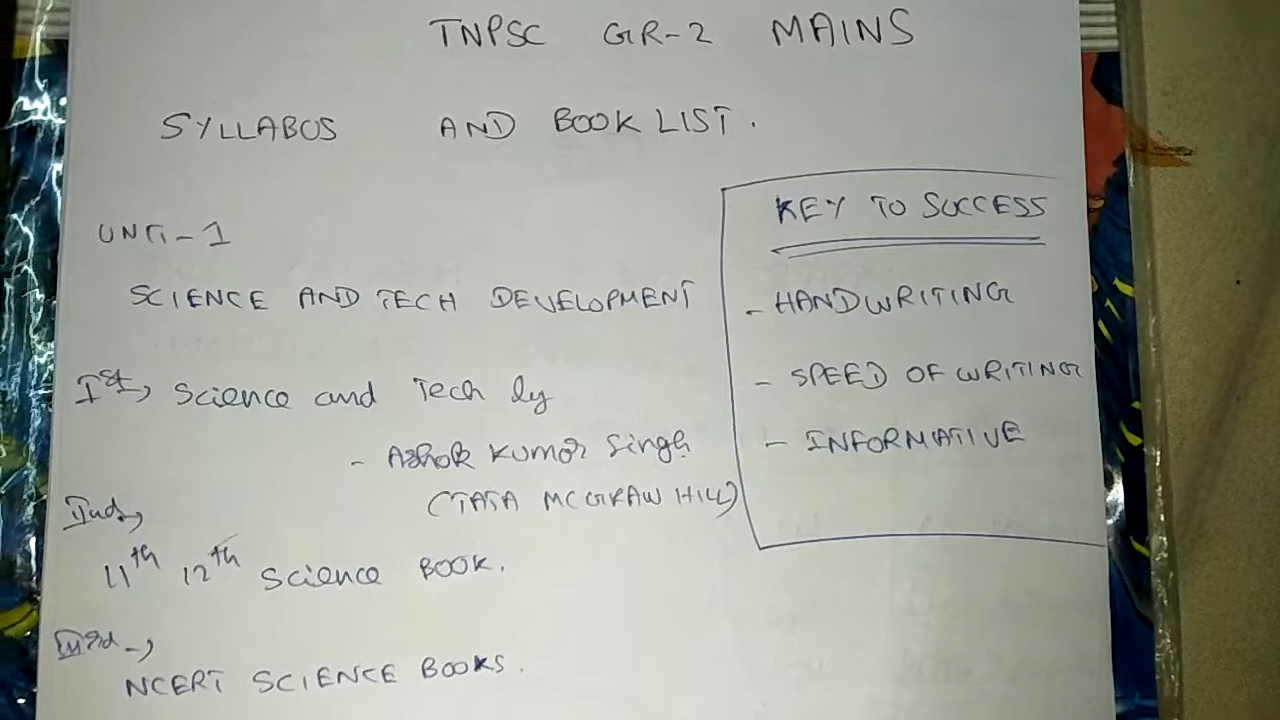 TNPSC GR-2 MAINS
SYLLABUS AND BOOK LIST.
UNIT-1
SCIENCE AND TECH DEVELOPMENT
Ist, Science and Tech by
- Ashok Kumar Singh
(TATA MCGRAW HILL)
IInd,
11th 12th Science BOOK.
IIIrd -,
NCERT SCIENCE BOOKS.
KEY TO SUCCESS
- HANDWRITING
- SPEED OF WRITING
- INFORMATIVE